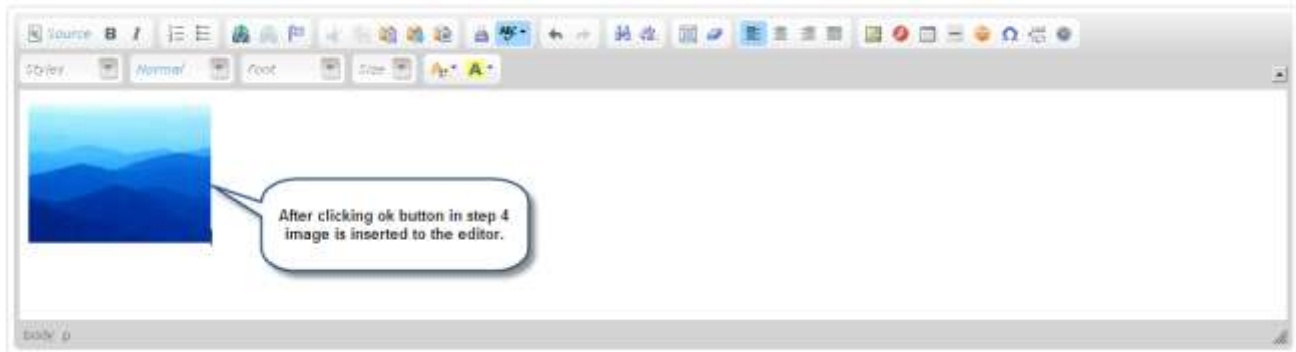 Source B I
Styles Normal Font Size A
After clicking ok button in step 4
image is inserted to the editor.
body p